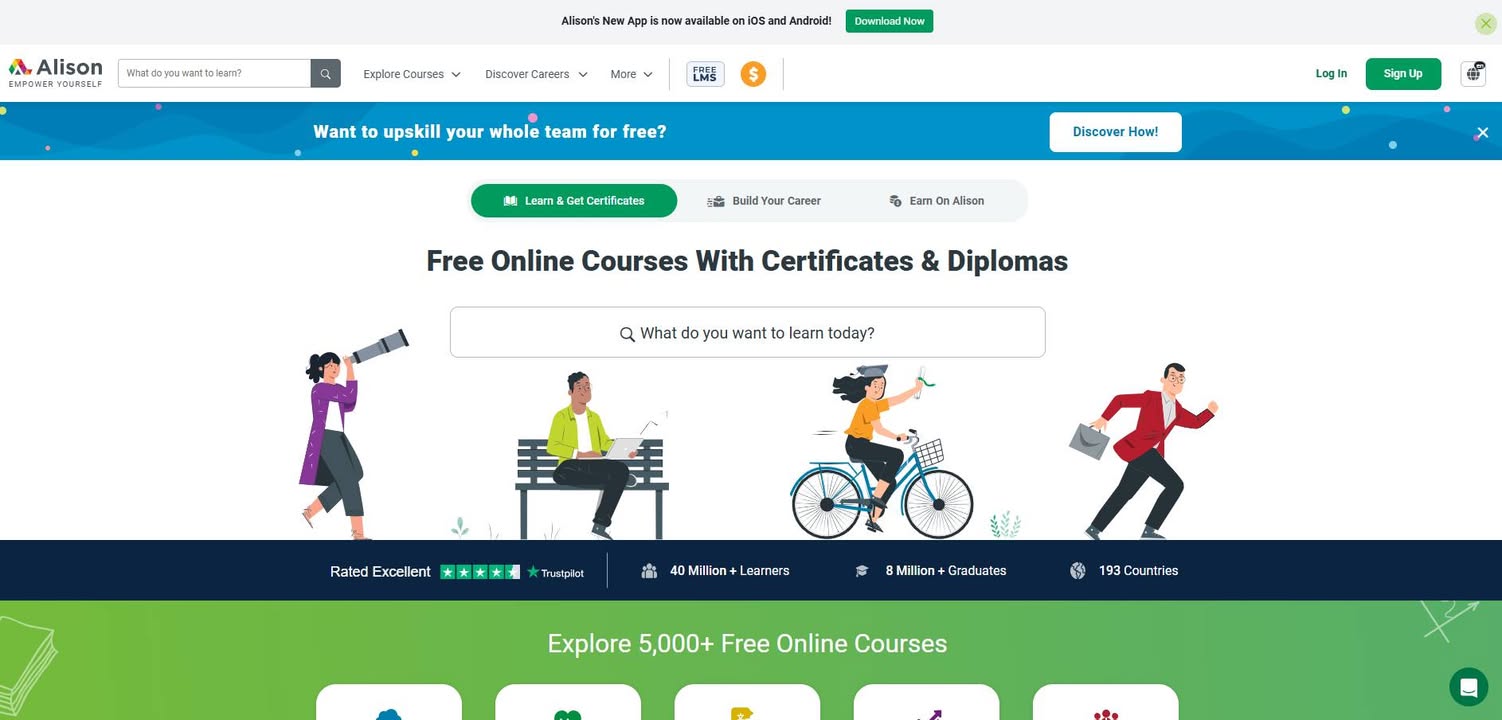 Alison's New App is now available on iOS and Android! Download Now
Alison
EMPOWER YOURSELF
What do you want to learn?
Explore Courses
Discover Careers
More
FREE
LMS
$
Log In
Sign Up
en
Want to upskill your whole team for free?
Discover How!
Learn & Get Certificates
Build Your Career
Earn On Alison
Free Online Courses With Certificates & Diplomas
What do you want to learn today?
Rated Excellent
Trustpilot
40 Million + Learners
8 Million + Graduates
193 Countries
Explore 5,000+ Free Online Courses